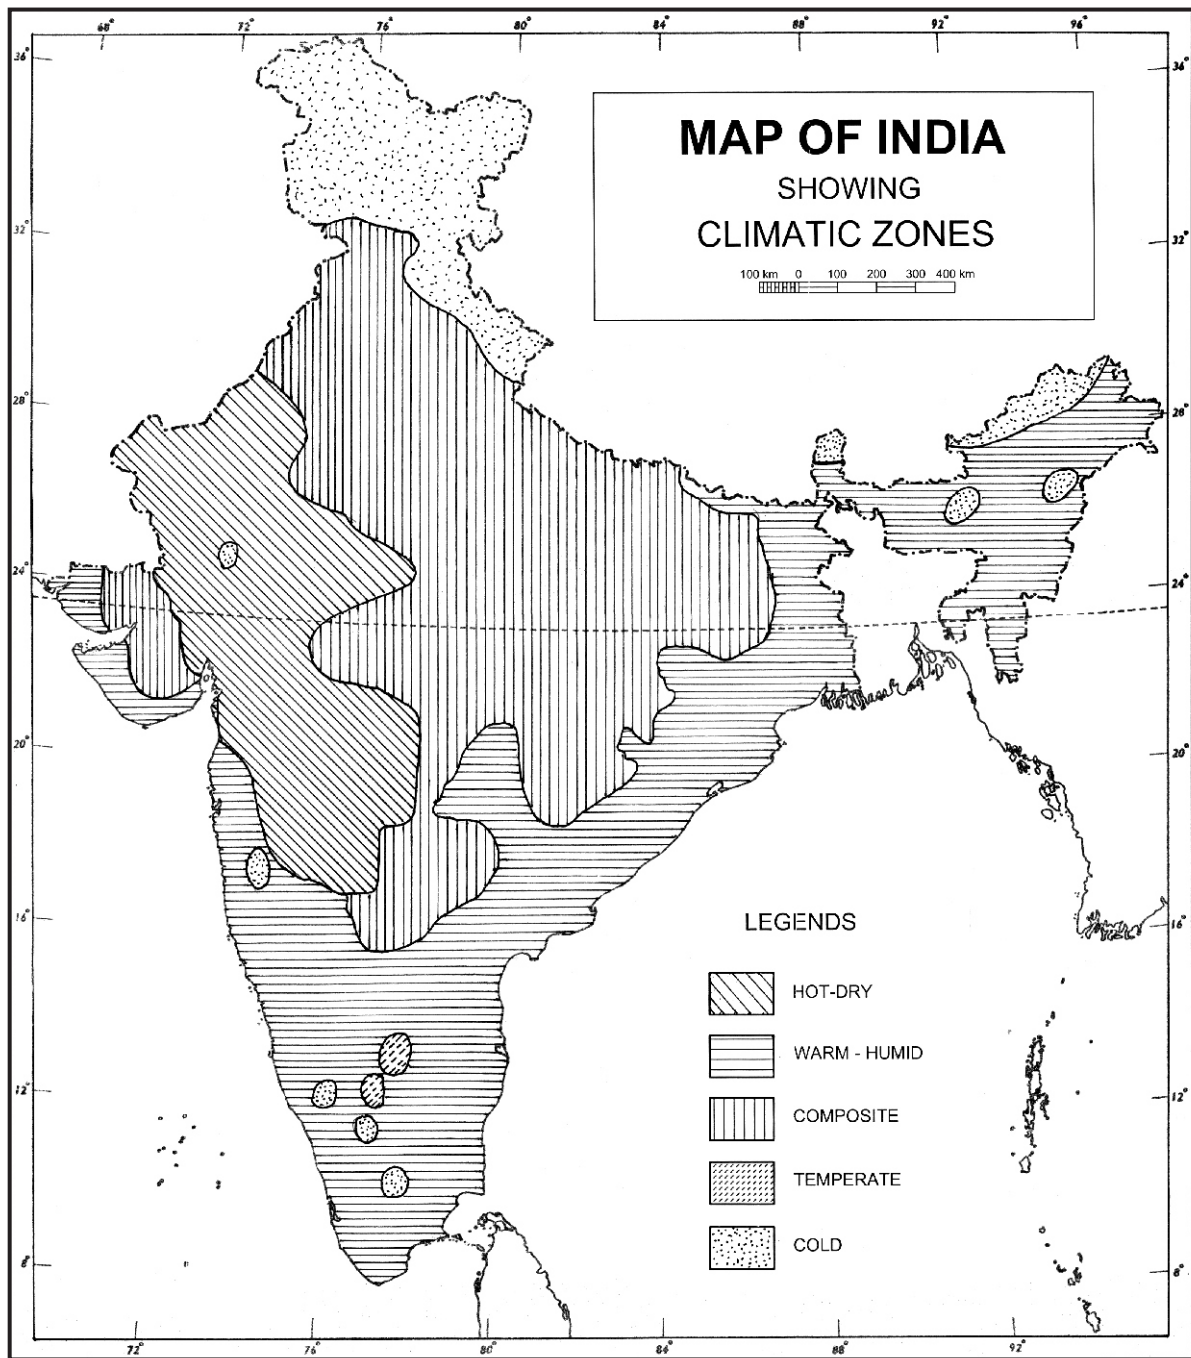 68° 72° 76° 80° 84° 88° 92° 96°
36° 36°
MAP OF INDIA
SHOWING
CLIMATIC ZONES
100 km 0 100 200 300 400 km
32° 32°
28° 28°
24° 24°
20° 20°
16° 16°
LEGENDS
HOT-DRY
WARM - HUMID
COMPOSITE
TEMPERATE
COLD
12° 12°
8° 8°
72° 76° 80° 84° 88° 92°